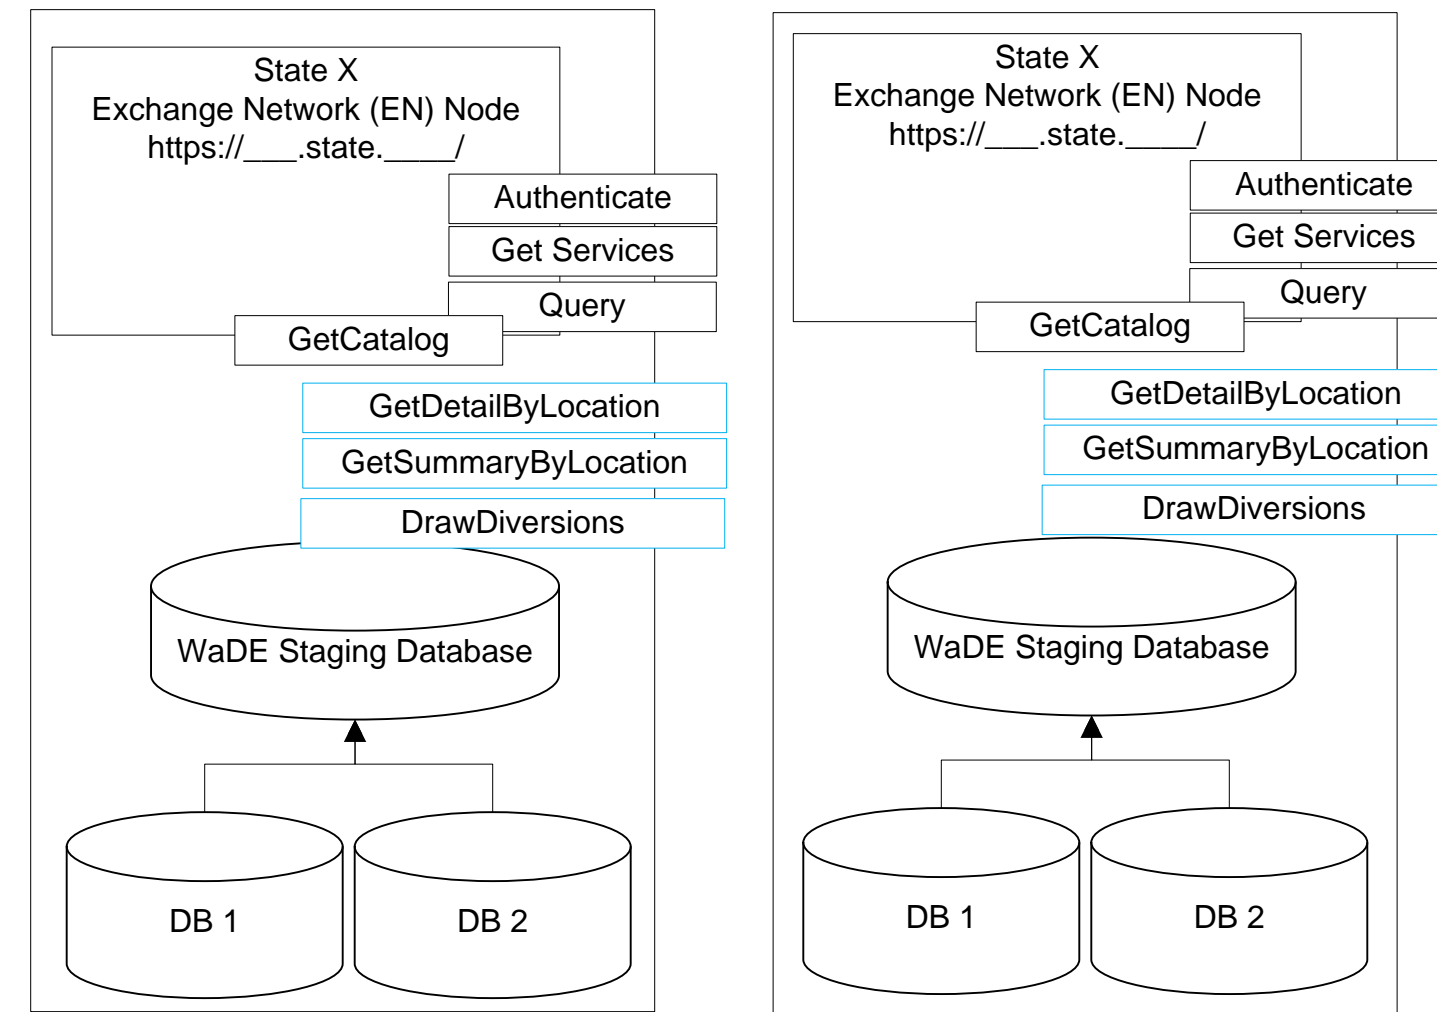 State X
Exchange Network (EN) Node
https://___.state.____/
Authenticate
Get Services
Query
GetCatalog
GetDetailByLocation
GetSummaryByLocation
DrawDiversions
WaDE Staging Database
DB 1
DB 2
State X
Exchange Network (EN) Node
https://___.state.____/
Authenticate
Get Services
Query
GetCatalog
GetDetailByLocation
GetSummaryByLocation
DrawDiversions
WaDE Staging Database
DB 1
DB 2